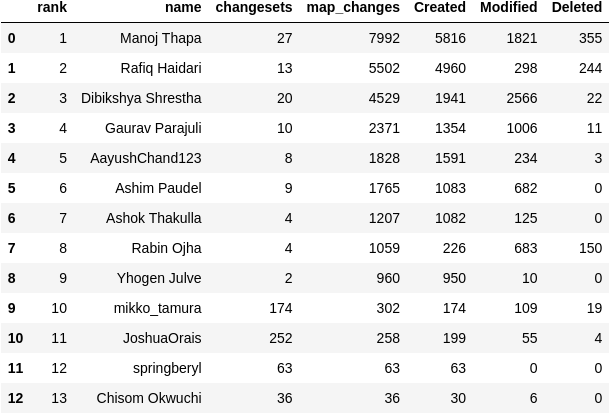 rank name changesets map_changes Created Modified Deleted
0 1 Manoj Thapa 27 7992 5816 1821 355
1 2 Rafiq Haidari 13 5502 4960 298 244
2 3 Dibikshya Shrestha 20 4529 1941 2566 22
3 4 Gaurav Parajuli 10 2371 1354 1006 11
4 5 AayushChand123 8 1828 1591 234 3
5 6 Ashim Paudel 9 1765 1083 682 0
6 7 Ashok Thakulla 4 1207 1082 125 0
7 8 Rabin Ojha 4 1059 226 683 150
8 9 Yhogen Julve 2 960 950 10 0
9 10 mikko_tamura 174 302 174 109 19
10 11 JoshuaOrais 252 258 199 55 4
11 12 springberyl 63 63 63 0 0
12 13 Chisom Okwuchi 36 36 30 6 0